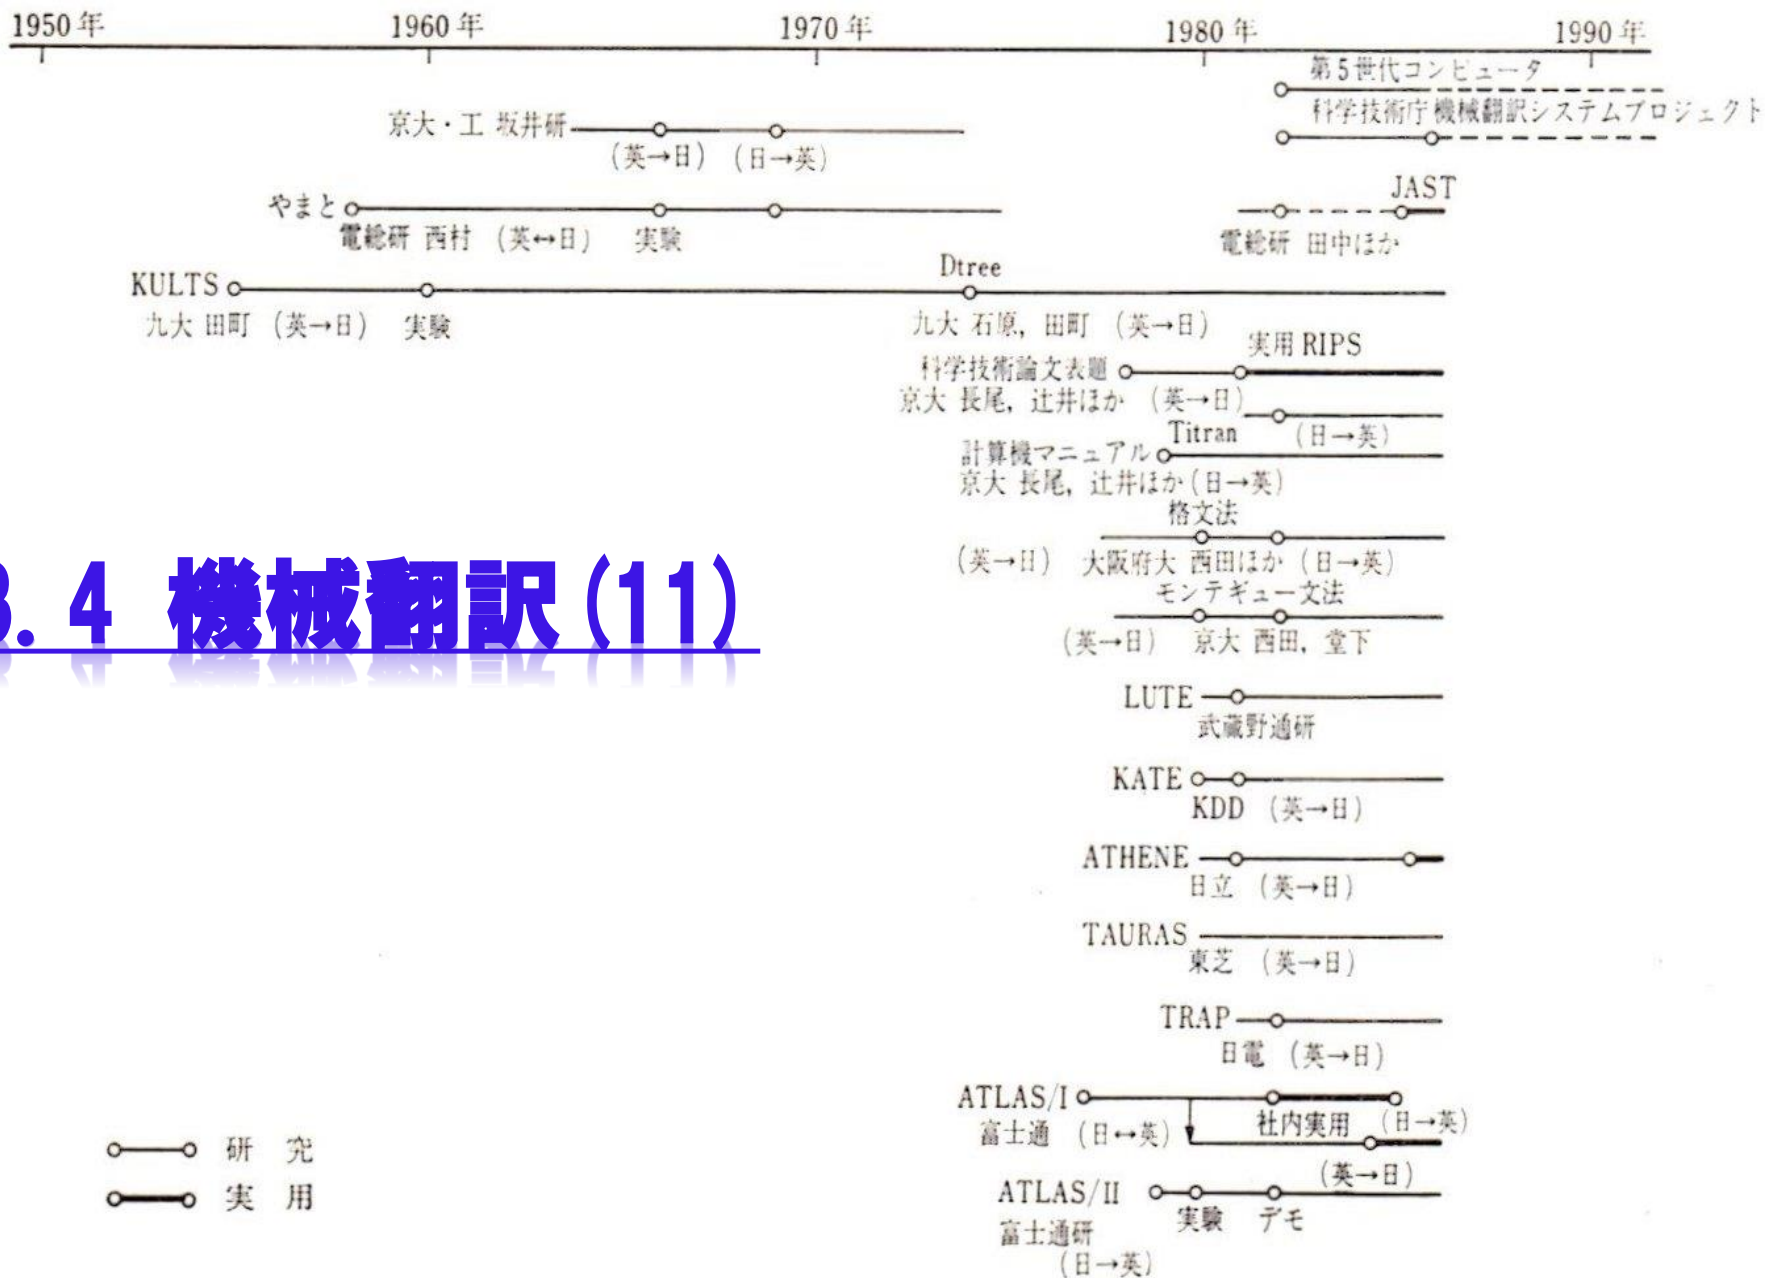 1950年 1960年 1970年 1980年 1990年
第5世代コンピュータ
科学技術庁機械翻訳システムプロジェクト
京大・工 坂井研
(英→日) (日→英)
JAST
やまと
電総研 西村 (英↔日) 実験
電総研 田中ほか
Dtree
KULTS
九大 田町 (英→日) 実験
九大 石原, 田町 (英→日)
実用RIPS
科学技術論文表題
京大 長尾, 辻井ほか (英→日)
Titran (日→英)
計算機マニュアル
京大 長尾, 辻井ほか(日→英)
格文法
(英→日) 大阪府大 西田ほか (日→英)
モンテギュー文法
(英→日) 京大 西田, 堂下
3.4 機械翻訳(11)
LUTE
武蔵野通研
KATE
KDD (英→日)
ATHENE
日立 (英→日)
TAURAS
東芝 (英→日)
TRAP
日電 (英→日)
ATLAS/I
富士通 (日↔英) 社内実用 (日→英)
(英→日)
ATLAS/II
実験 デモ
富士通研
(日→英)
研 究
実 用